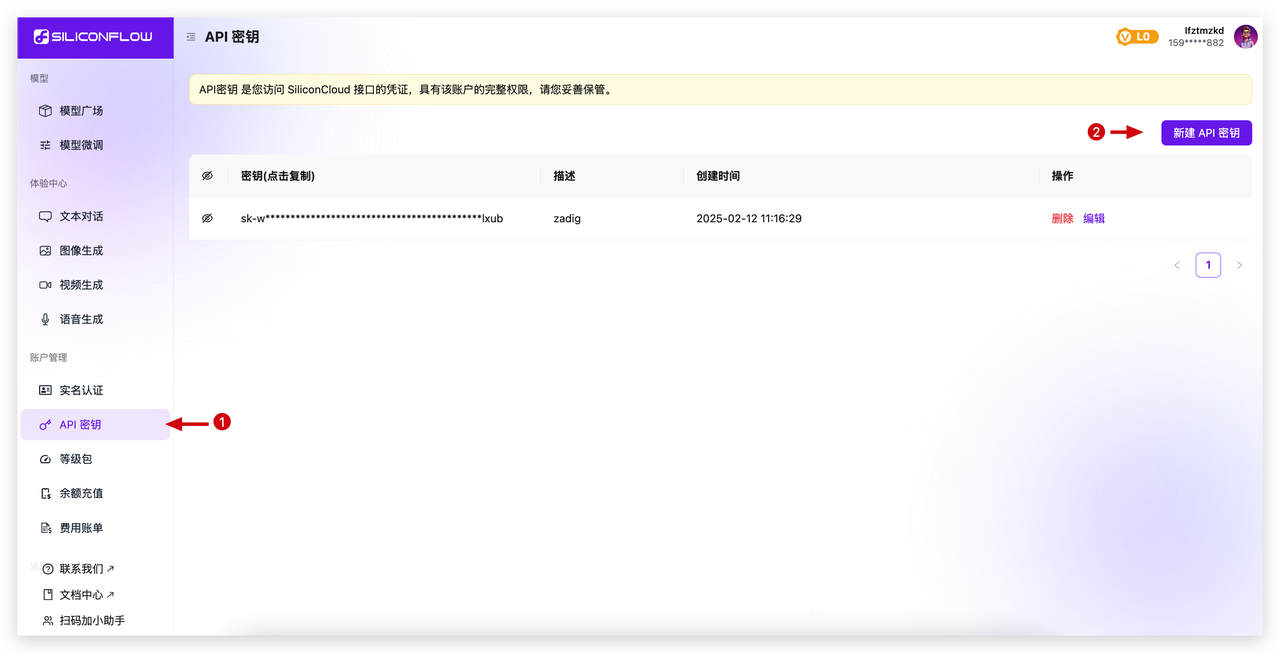 SILICONFLOW
API 密钥
L0
lfztmzkd
159*****882
模型
模型广场
模型微调
体验中心
文本对话
图像生成
视频生成
语音生成
账户管理
实名认证
API 密钥
1
等级包
余额充值
费用账单
联系我们
文档中心
扫码加小助手
API密钥 是您访问 SiliconCloud 接口的凭证，具有该账户的完整权限，请您妥善保管。
2
新建 API 密钥
密钥(点击复制) 描述 创建时间 操作
sk-w********************************************lxub zadig 2025-02-12 11:16:29 删除 编辑
1